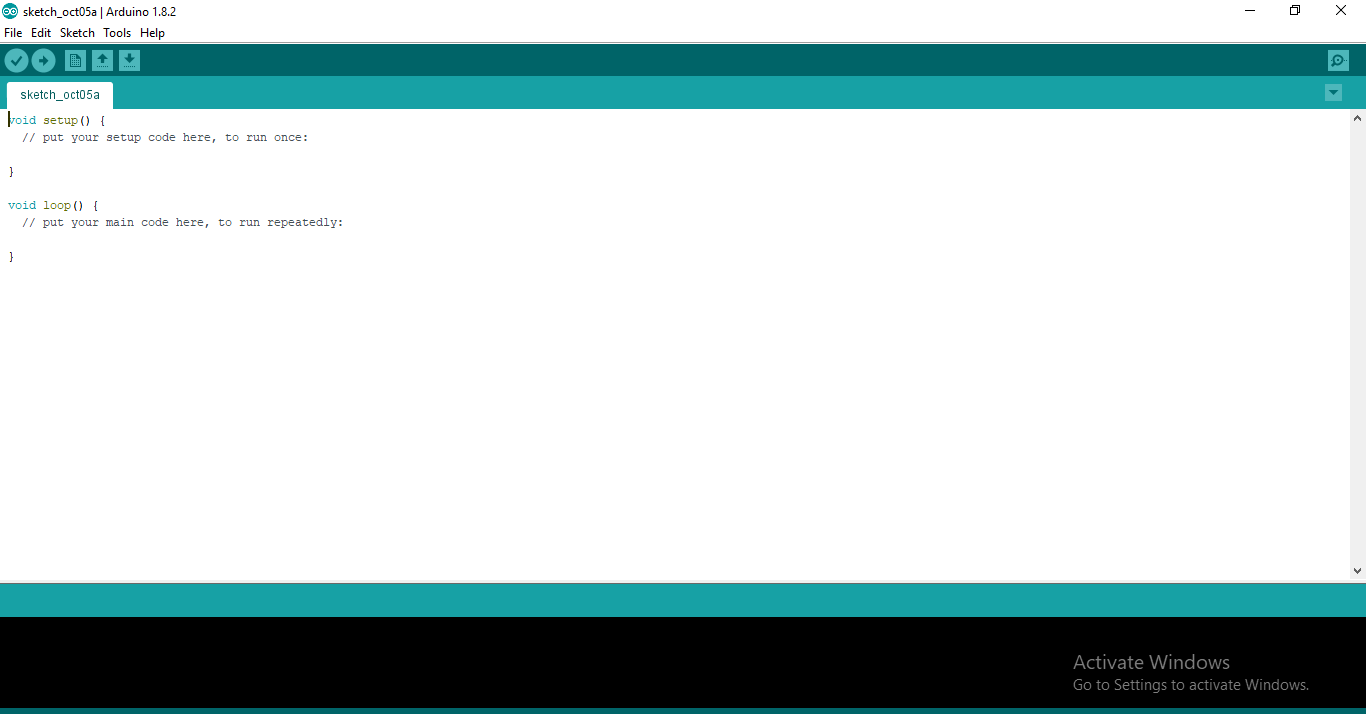 sketch_oct05a | Arduino 1.8.2
File Edit Sketch Tools Help
sketch_oct05a
void setup() {
  // put your setup code here, to run once:
}
void loop() {
  // put your main code here, to run repeatedly:
}
Activate Windows
Go to Settings to activate Windows.